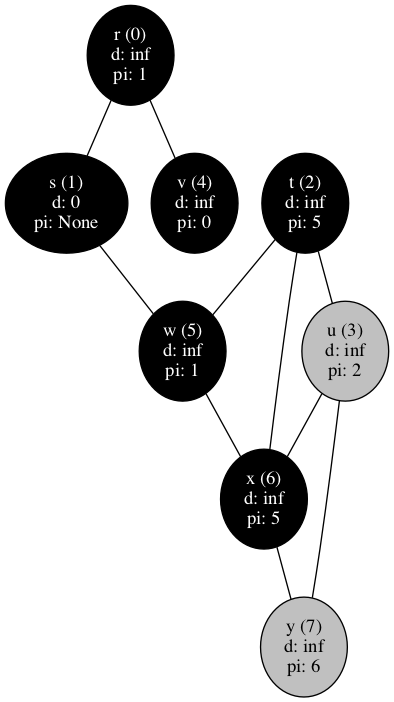 r (0)
d: inf
pi: 1
s (1)
d: 0
pi: None
v (4)
d: inf
pi: 0
t (2)
d: inf
pi: 5
w (5)
d: inf
pi: 1
u (3)
d: inf
pi: 2
x (6)
d: inf
pi: 5
y (7)
d: inf
pi: 6